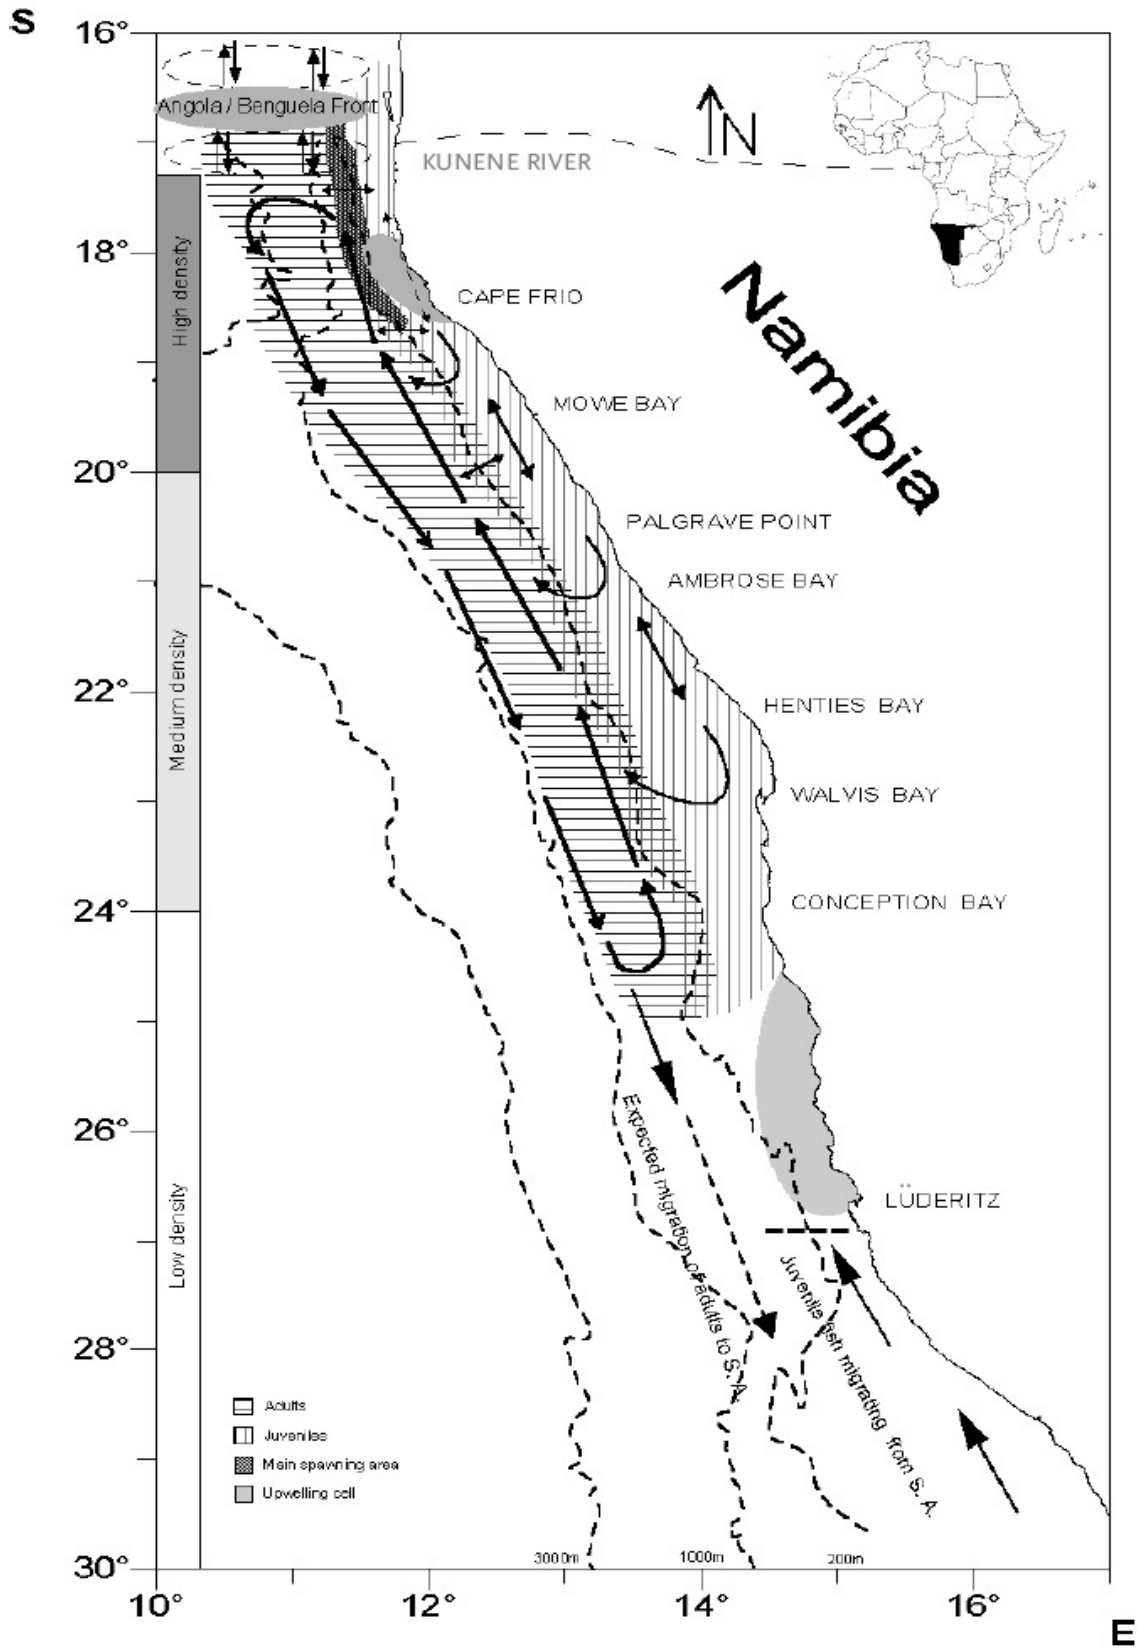 S
16°
Angola / Benguela Front
N
KUNENE RIVER
18°
High density
CAPE FRIO
Namibia
MOWE BAY
20°
PALGRAVE POINT
AMBROSE BAY
Medium density
22°
HENTIES BAY
WALVIS BAY
24°
CONCEPTION BAY
26°
Expected migration of adults to S. A.
LÜDERITZ
Low density
Juvenile fish migrating from S. A.
28°
Adults
Juveniles
Main spawning area
Upwelling cell
30°
3000m
1000m
200m
10°
12°
14°
16°
E